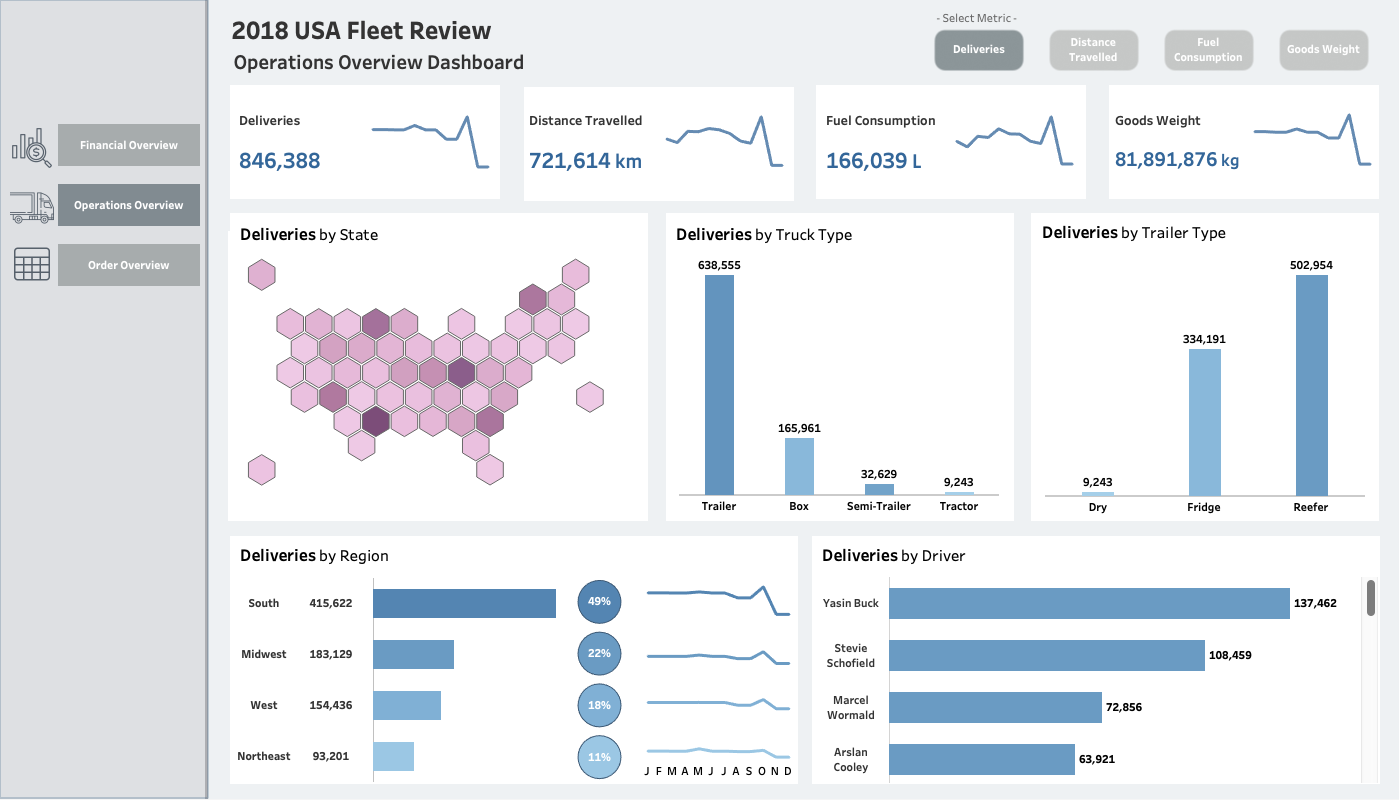 2018 USA Fleet Review
Operations Overview Dashboard
- Select Metric -
Deliveries
Distance
Travelled
Fuel
Consumption
Goods Weight
Financial Overview
Operations Overview
Order Overview
Deliveries
846,388
Distance Travelled
721,614 km
Fuel Consumption
166,039 L
Goods Weight
81,891,876 kg
Deliveries by State
Deliveries by Truck Type
638,555
165,961
32,629
9,243
Trailer
Box
Semi-Trailer
Tractor
Deliveries by Trailer Type
9,243
334,191
502,954
Dry
Fridge
Reefer
Deliveries by Region
South 415,622 49%
Midwest 183,129 22%
West 154,436 18%
Northeast 93,201 11%
J F M A M J J A S O N D
Deliveries by Driver
Yasin Buck 137,462
Stevie
Schofield
108,459
Marcel
Wormald
72,856
Arslan
Cooley
63,921